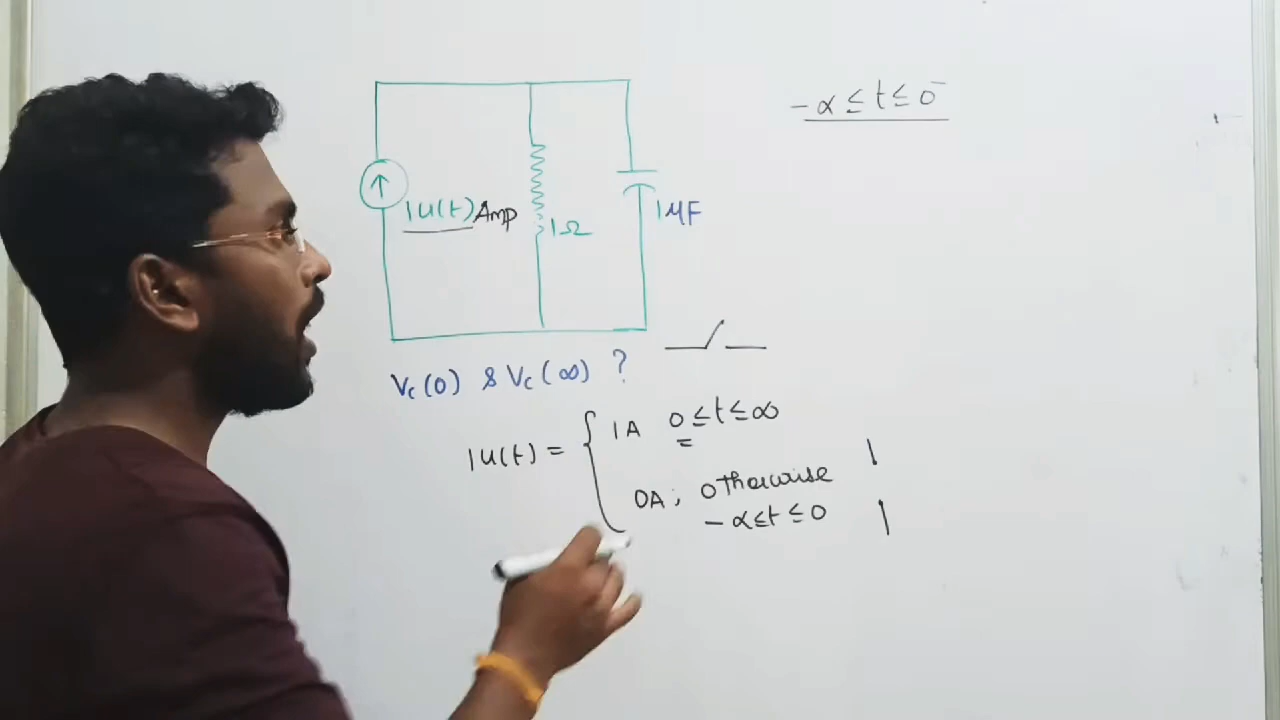 -α ≤ t ≤ 0⁻
1u(t) Amp
1Ω
1μF
Vc(0) & Vc(∞) ?
1u(t) = { 1A 0 ≤ t ≤ ∞
0A; otherwise
-α ≤ t ≤ 0